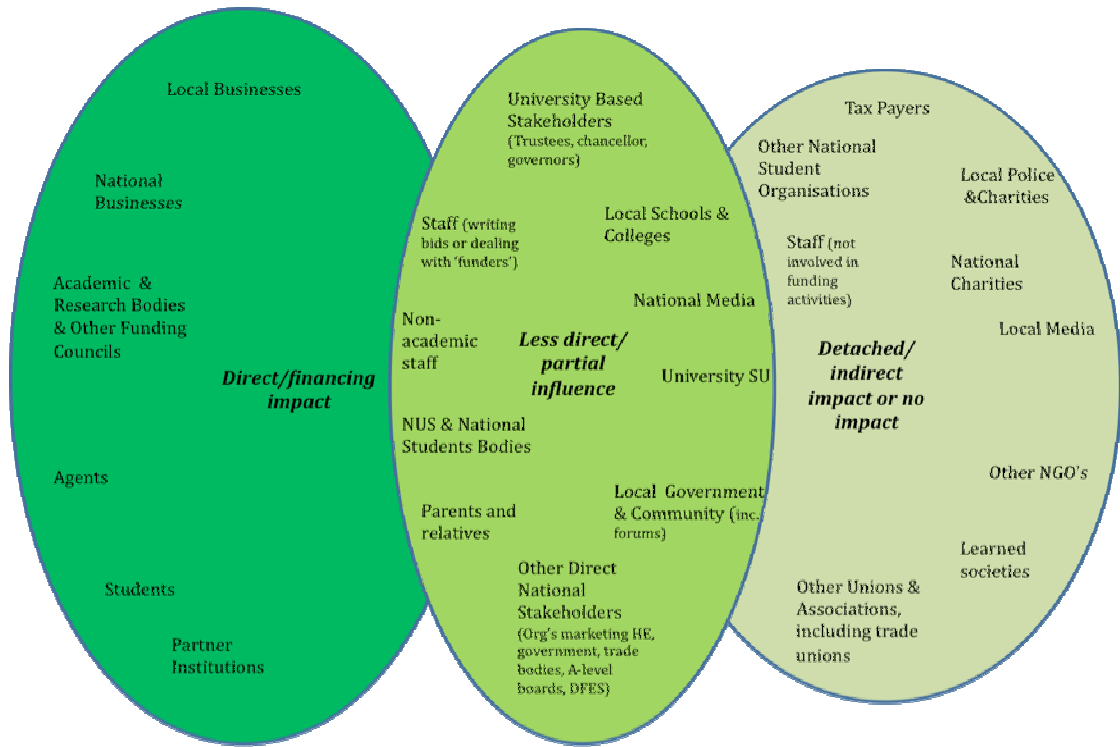 Local Businesses
National
Businesses
Academic & 
Research Bodies
& Other Funding
Councils
Direct/financing
impact
Agents
Students
Partner
Institutions
University Based
Stakeholders
(Trustees, chancellor,
governors)
Staff (writing
bids or dealing
with ‘funders’)
Local Schools &
Colleges
National Media
Non-
academic
staff
Less direct/
partial
influence
University SU
NUS & National
Students Bodies
Parents and
relatives
Local Government
& Community (inc.
forums)
Other Direct
National
Stakeholders
(Org's marketing HE,
government, trade
bodies, A-level
boards, DFES)
Tax Payers
Other National
Student
Organisations
Local Police
&Charities
Staff (not
involved in
funding
activities)
National
Charities
Local Media
Detached/
indirect
impact or no
impact
Other NGO's
Learned
societies
Other Unions &
Associations,
including trade
unions